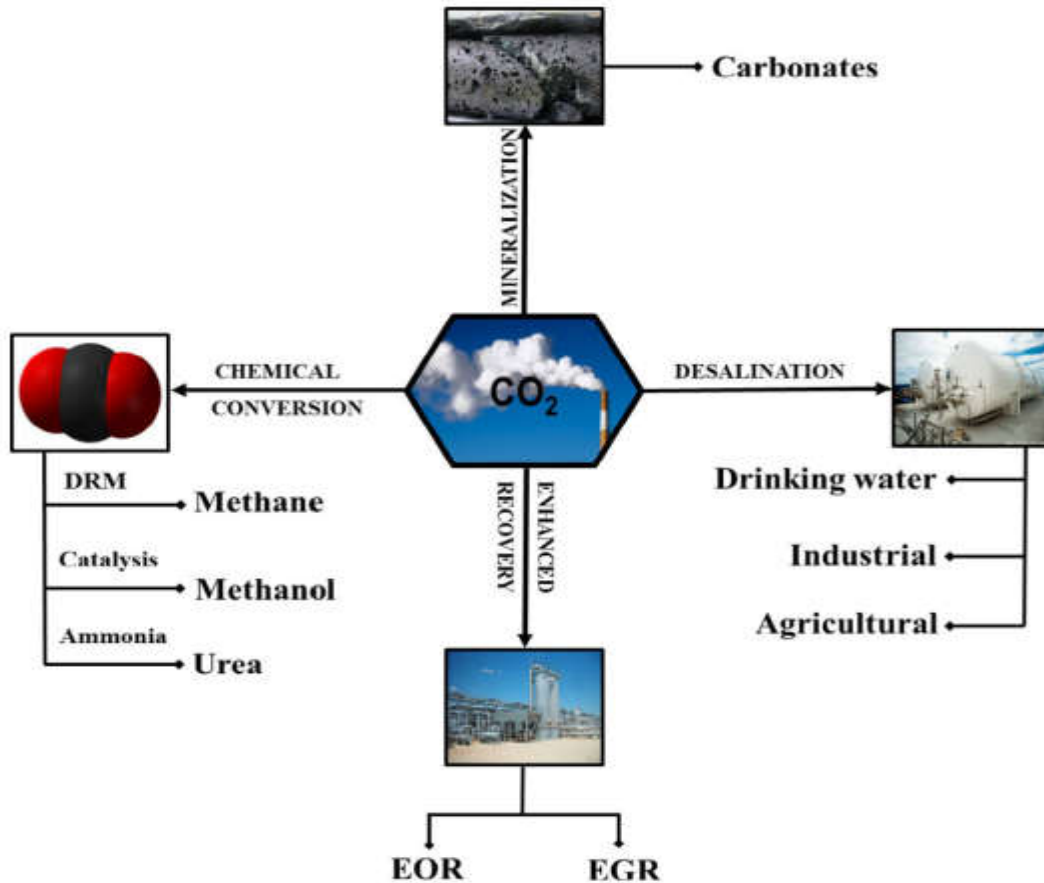 Carbonates
MINERALIZATION
CHEMICAL
CONVERSION
CO₂
DESALINATION
DRM
Methane
Catalysis
Methanol
Ammonia
Urea
ENHANCED
RECOVERY
Drinking water
Industrial
Agricultural
EOR
EGR